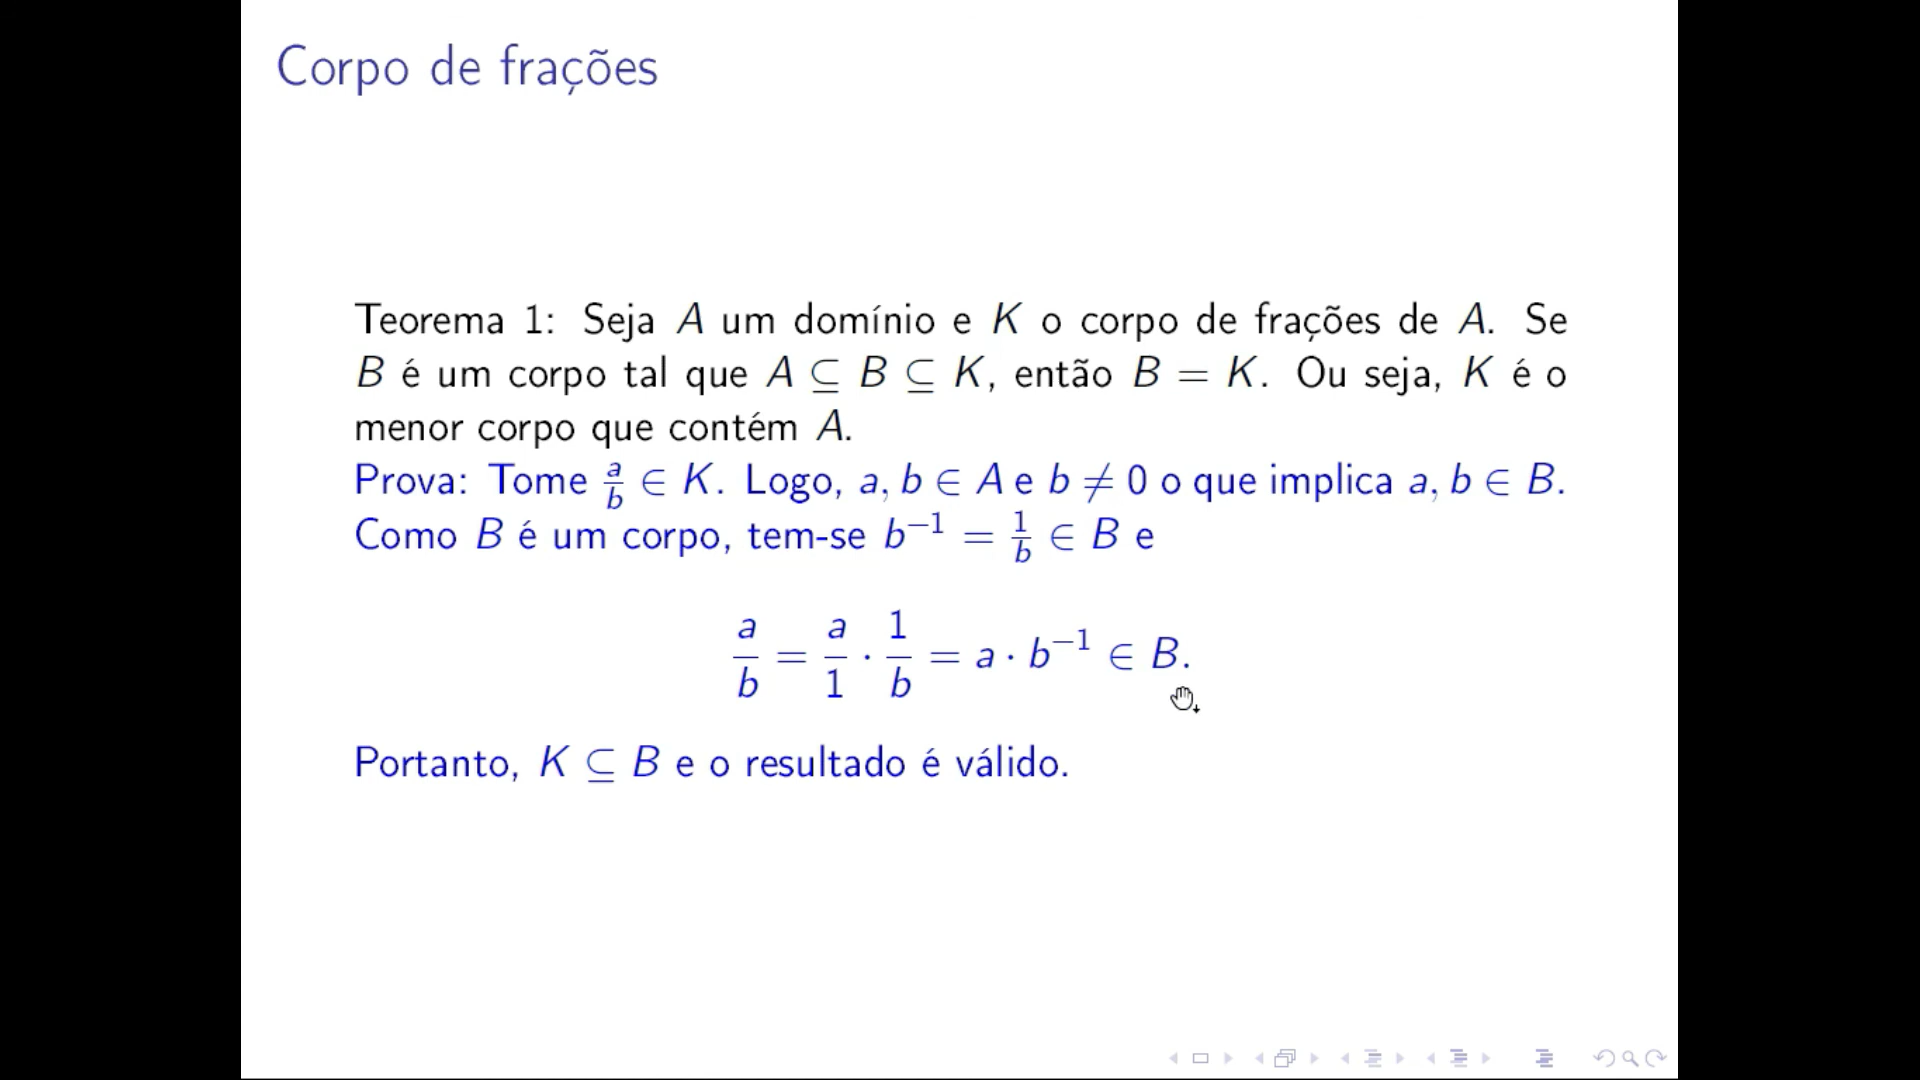 Corpo de frações
Teorema 1: Seja A um domínio e K o corpo de frações de A. Se
B é um corpo tal que A ⊆ B ⊆ K, então B = K. Ou seja, K é o
menor corpo que contém A.
Prova: Tome a/b ∈ K. Logo, a, b ∈ A e b ≠ 0 o que implica a, b ∈ B.
Como B é um corpo, tem-se b⁻¹ = 1/b ∈ B e
a/b = a/1 · 1/b = a · b⁻¹ ∈ B.
Portanto, K ⊆ B e o resultado é válido.